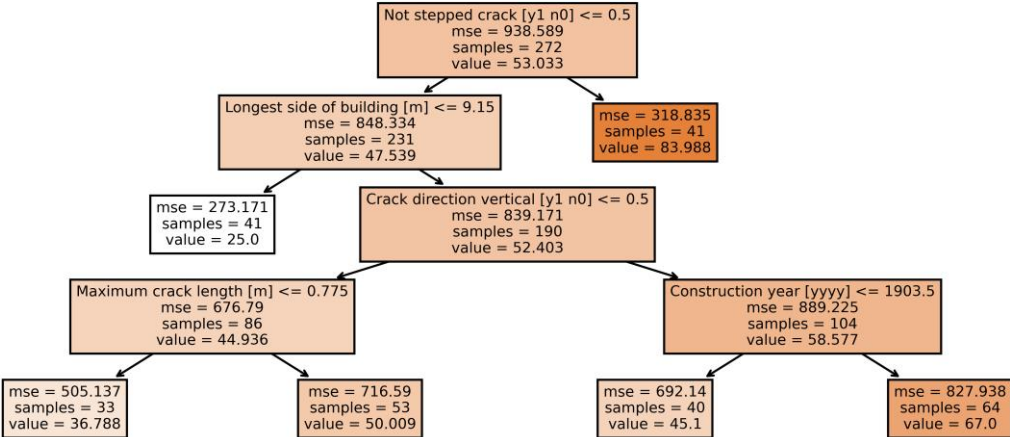 Not stepped crack [y1 n0] <= 0.5
mse = 938.589
samples = 272
value = 53.033
Longest side of building [m] <= 9.15
mse = 848.334
samples = 231
value = 47.539
mse = 318.835
samples = 41
value = 83.988
mse = 273.171
samples = 41
value = 25.0
Crack direction vertical [y1 n0] <= 0.5
mse = 839.171
samples = 190
value = 52.403
Maximum crack length [m] <= 0.775
mse = 676.79
samples = 86
value = 44.936
Construction year [yyyy] <= 1903.5
mse = 889.225
samples = 104
value = 58.577
mse = 505.137
samples = 33
value = 36.788
mse = 716.59
samples = 53
value = 50.009
mse = 692.14
samples = 40
value = 45.1
mse = 827.938
samples = 64
value = 67.0